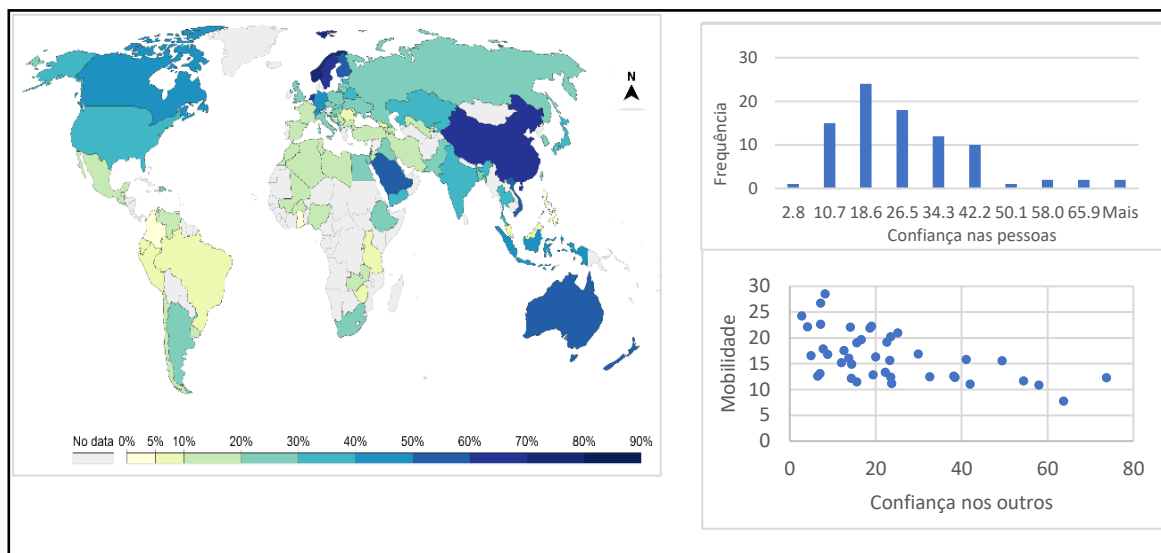 N
No data 0% 5% 10% 20% 30% 40% 50% 60% 70% 80% 90%
30
20
10
0
Frequência
2.8 10.7 18.6 26.5 34.3 42.2 50.1 58.0 65.9 Mais
Confiança nas pessoas
30
25
20
15
10
5
0
Mobilidade
0 20 40 60 80
Confiança nos outros